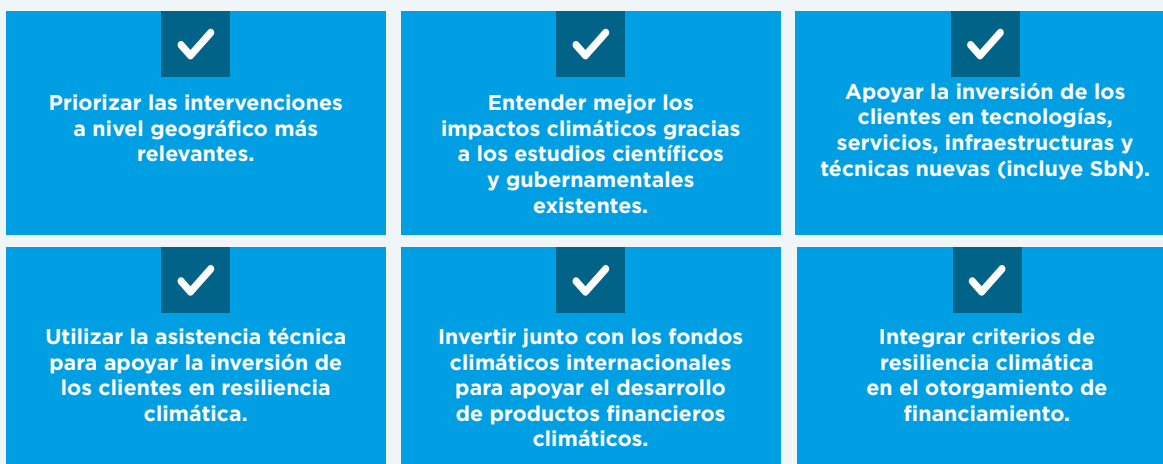 Priorizar las intervenciones
a nivel geográfico más
relevantes.
Entender mejor los
impactos climáticos gracias
a los estudios científicos
y gubernamentales
existentes.
Apoyar la inversión de los
clientes en tecnologías,
servicios, infraestructuras y
técnicas nuevas (incluye SbN).
Utilizar la asistencia técnica
para apoyar la inversión de
los clientes en resiliencia
climática.
Invertir junto con los fondos
climáticos internacionales
para apoyar el desarrollo
de productos financieros
climáticos.
Integrar criterios de
resiliencia climática
en el otorgamiento de
financiamiento.